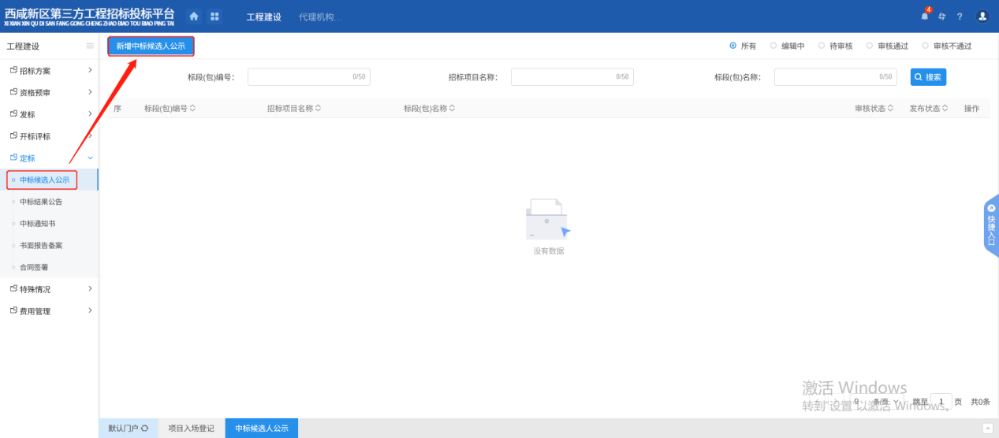 西咸新区第三方工程招标投标平台
XI XIAN XIN QU DI SAN FANG GONG CHENG ZHAO BIAO TOU BIAO PING TAI
工程建设
代理机构...
4
?
工程建设
新增中标候选人公示
所有
编辑中
待审核
审核通过
审核不通过
招标方案
资格预审
发标
开标评标
定标
中标候选人公示
中标结果公告
中标通知书
书面报告备案
合同签署
特殊情况
费用管理
标段(包)编号:
0/50
招标项目名称:
0/50
标段(包)名称:
0/50
搜索
序
标段(包)编号
招标项目名称
标段(包)名称
审核状态
发布状态
操作
没有数据
快捷入口
激活 Windows
转到"设置"以激活 Windows。
条/页
跳至
1
页
共0条
默认门户
项目入场登记
中标候选人公示